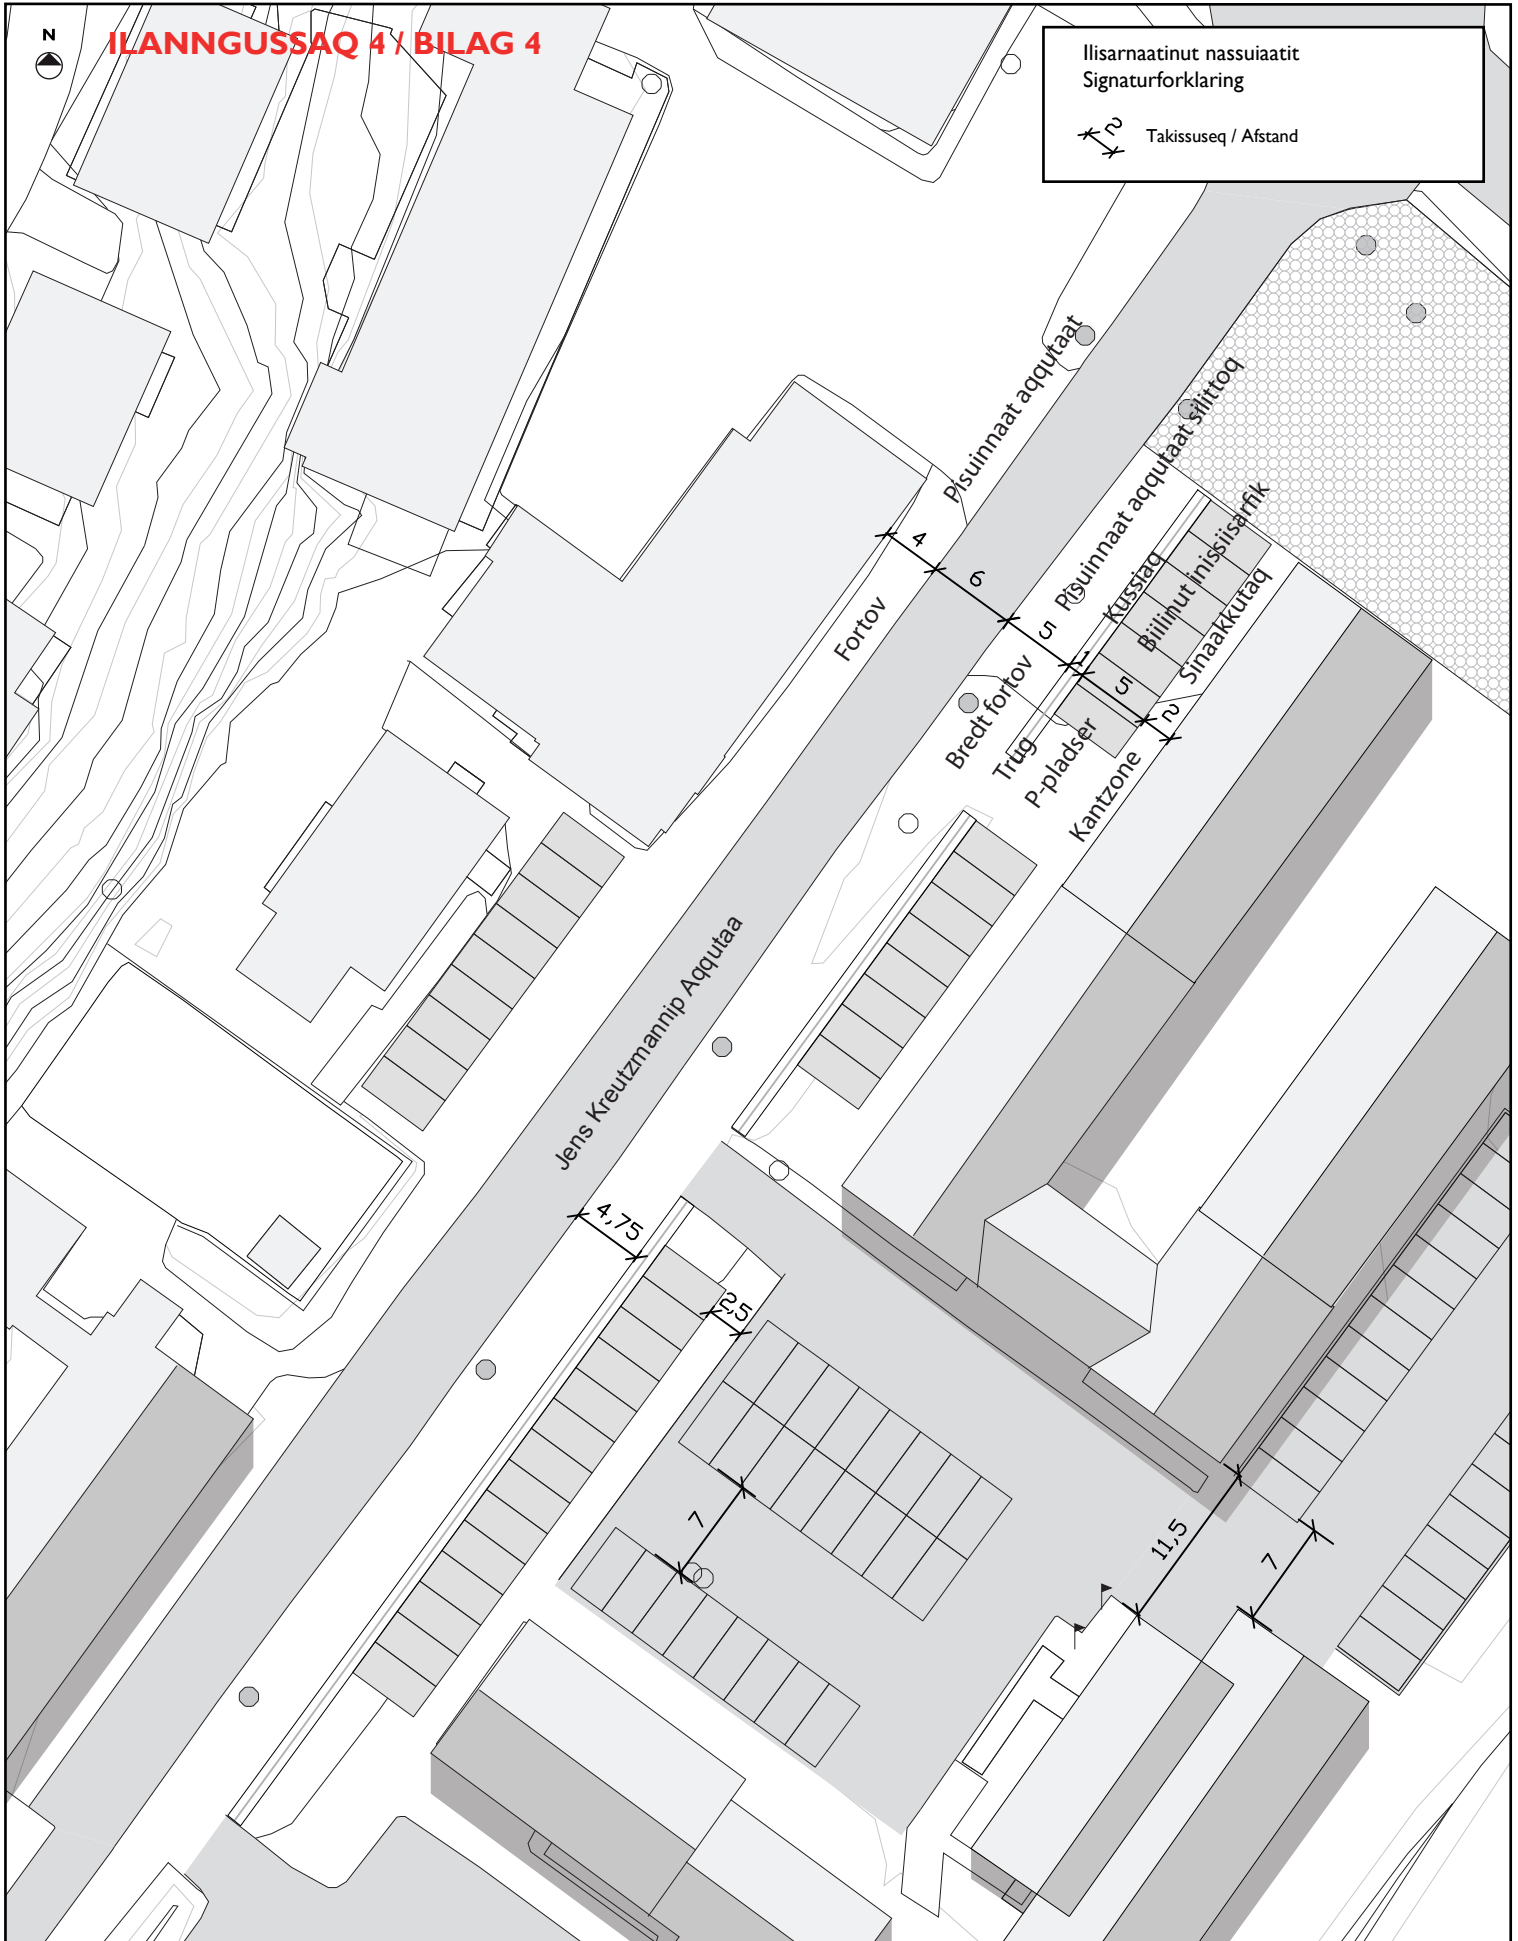 N
ILANNGUSSAQ 4 / BILAG 4
Ilisarnaatinut nassuiaatit
Signaturforklaring
2
Takissuseq / Afstand
Pisuinnaat aqqutaat
Pisuinnaat aqqutaat silittoq
Kussiaq
Biilinut inissiisarfik
Sinaakkutaq
4
6
5
1
5
2
Fortov
Bredt fortov
Trug
P-pladser
Kantzone
Jens Kreutzmannip Aqqutaa
4,75
2,5
7
11,5
7